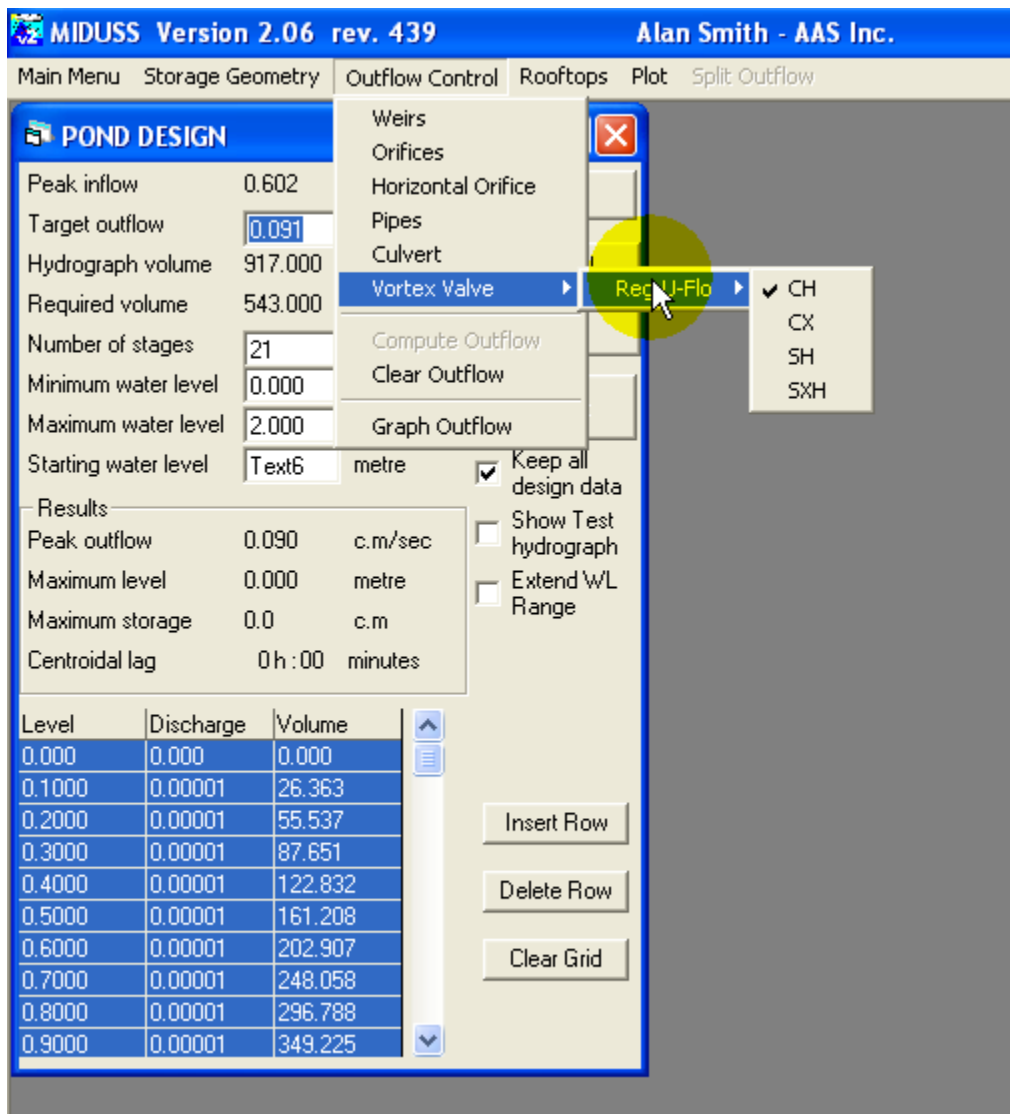 MIDUSS Version 2.06 rev. 439 Alan Smith - AAS Inc.
Main Menu Storage Geometry Outflow Control Rooftops Plot Split Outflow
POND DESIGN
Weirs
Orifices
Horizontal Orifice
Pipes
Culvert
Vortex Valve
Reg-U-Flo
CH
CX
SH
SXH
Compute Outflow
Clear Outflow
Graph Outflow
Peak inflow 0.602
Target outflow 0.091
Hydrograph volume 917.000
Required volume 543.000
Number of stages 21
Minimum water level 0.000
Maximum water level 2.000
Starting water level Text6 metre
Keep all
design data
Show Test
hydrograph
Extend WL
Range
Results
Peak outflow 0.090 c.m/sec
Maximum level 0.000 metre
Maximum storage 0.0 c.m
Centroidal lag 0 h : 00 minutes
Level Discharge Volume
0.000 0.000 0.000
0.1000 0.00001 26.363
0.2000 0.00001 55.537
0.3000 0.00001 87.651
0.4000 0.00001 122.832
0.5000 0.00001 161.208
0.6000 0.00001 202.907
0.7000 0.00001 248.058
0.8000 0.00001 296.788
0.9000 0.00001 349.225
Insert Row
Delete Row
Clear Grid